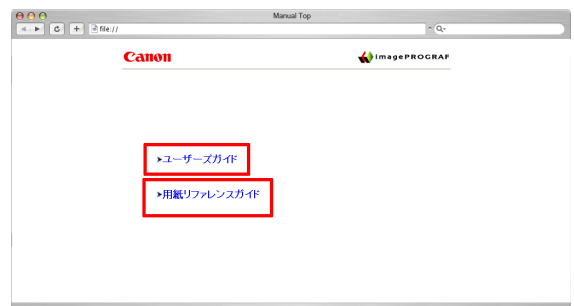 Manual Top
file://
Q-
Canon
imagePROGRAF
ユーザーズガイド
用紙リファレンスガイド